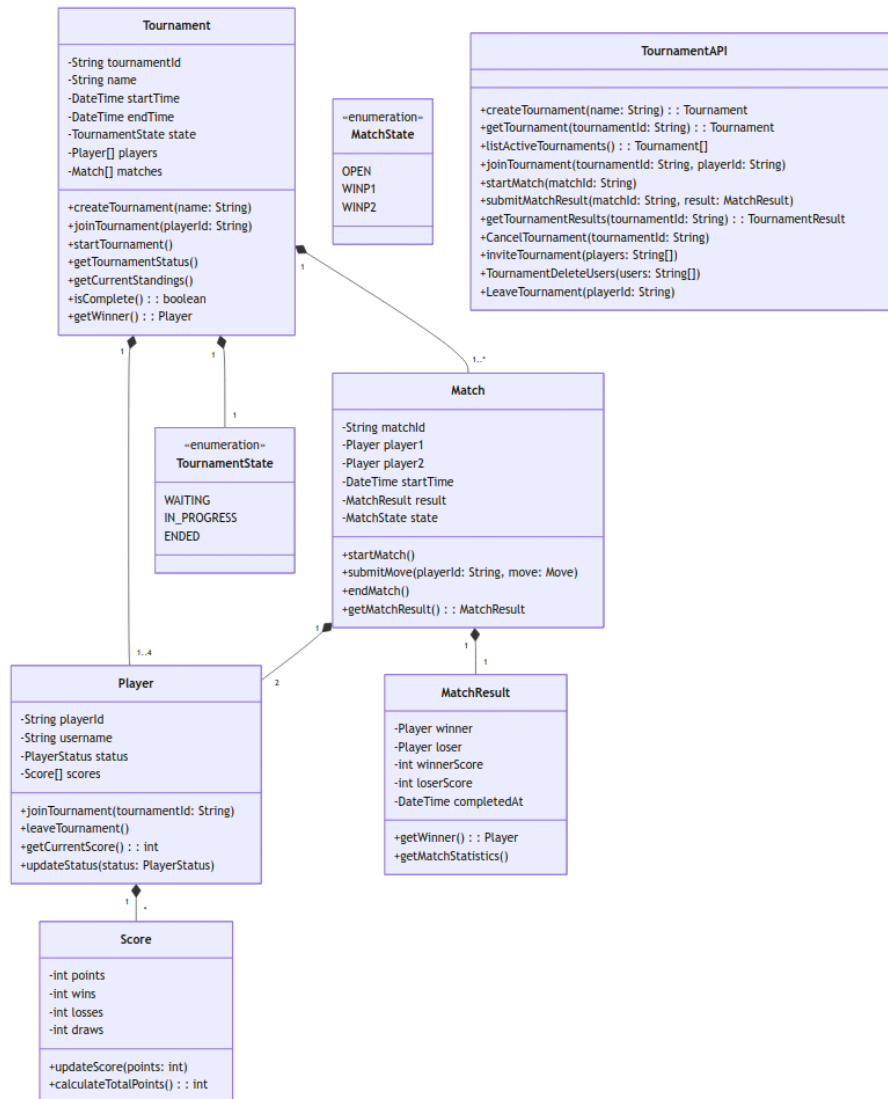 Tournament
-String tournamentId
-String name
-DateTime startTime
-DateTime endTime
-TournamentState state
-Player[] players
-Match[] matches
+createTournament(name: String)
+joinTournament(playerId: String)
+startTournament()
+getTournamentStatus()
+getCurrentStandings()
+isComplete() : : boolean
+getWinner() : : Player
«enumeration»
MatchState
OPEN
WINP1
WINP2
TournamentAPI
+createTournament(name: String) : : Tournament
+getTournament(tournamentId: String) : : Tournament
+listActiveTournaments() : : Tournament[]
+joinTournament(tournamentId: String, playerId: String)
+startMatch(matchId: String)
+submitMatchResult(matchId: String, result: MatchResult)
+getTournamentResults(tournamentId: String) : : TournamentResult
+CancelTournament(tournamentId: String)
+inviteTournament(players: String[])
+TournamentDeleteUsers(users: String[])
+LeaveTournament(playerId: String)
1
1
1
1..*
1
«enumeration»
TournamentState
WAITING
IN_PROGRESS
ENDED
Match
-String matchId
-Player player1
-Player player2
-DateTime startTime
-MatchResult result
-MatchState state
+startMatch()
+submitMove(playerId: String, move: Move)
+endMatch()
+getMatchResult() : : MatchResult
1
1
1..4
2
1
Player
-String playerId
-String username
-PlayerStatus status
-Score[] scores
+joinTournament(tournamentId: String)
+leaveTournament()
+getCurrentScore() : : int
+updateStatus(status: PlayerStatus)
MatchResult
-Player winner
-Player loser
-int winnerScore
-int loserScore
-DateTime completedAt
+getWinner() : : Player
+getMatchStatistics()
1
*
Score
-int points
-int wins
-int losses
-int draws
+updateScore(points: int)
+calculateTotalPoints() : : int